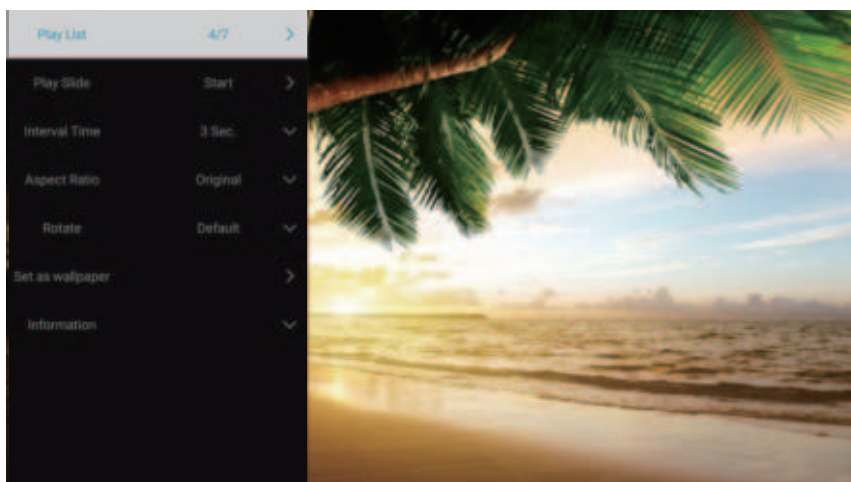 Play List 4/7
Play Slide Start
Interval Time 3 Sec.
Aspect Ratio Original
Rotate Default
Set as wallpaper
Information